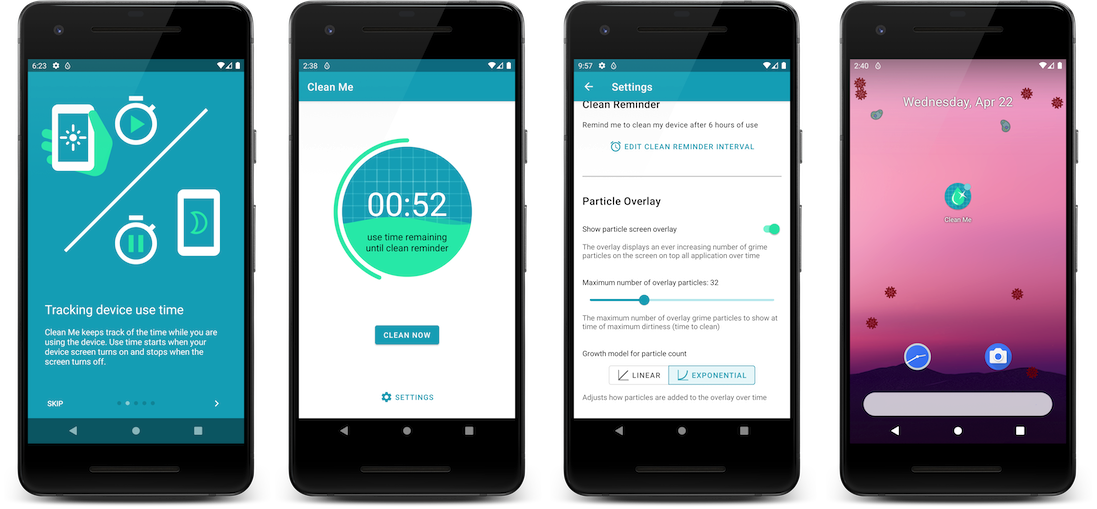 6:23
Tracking device use time
Clean Me keeps track of the time while you are
using the device. Use time starts when your
device screen turns on and stops when the
screen turns off.
SKIP
2:38
Clean Me
00:52
use time remaining
until clean reminder
CLEAN NOW
SETTINGS
9:57
Settings
Clean Reminder
Remind me to clean my device after 6 hours of use
EDIT CLEAN REMINDER INTERVAL
Particle Overlay
Show particle screen overlay
The overlay displays an ever increasing number of grime
particles on the screen on top all application over time
Maximum number of overlay particles: 32
The maximum number of overlay grime particles to show at
time of maximum dirtiness (time to clean)
Growth model for particle count
LINEAR
EXPONENTIAL
Adjusts how particles are added to the overlay over time
2:40
Wednesday, Apr 22
Clean Me